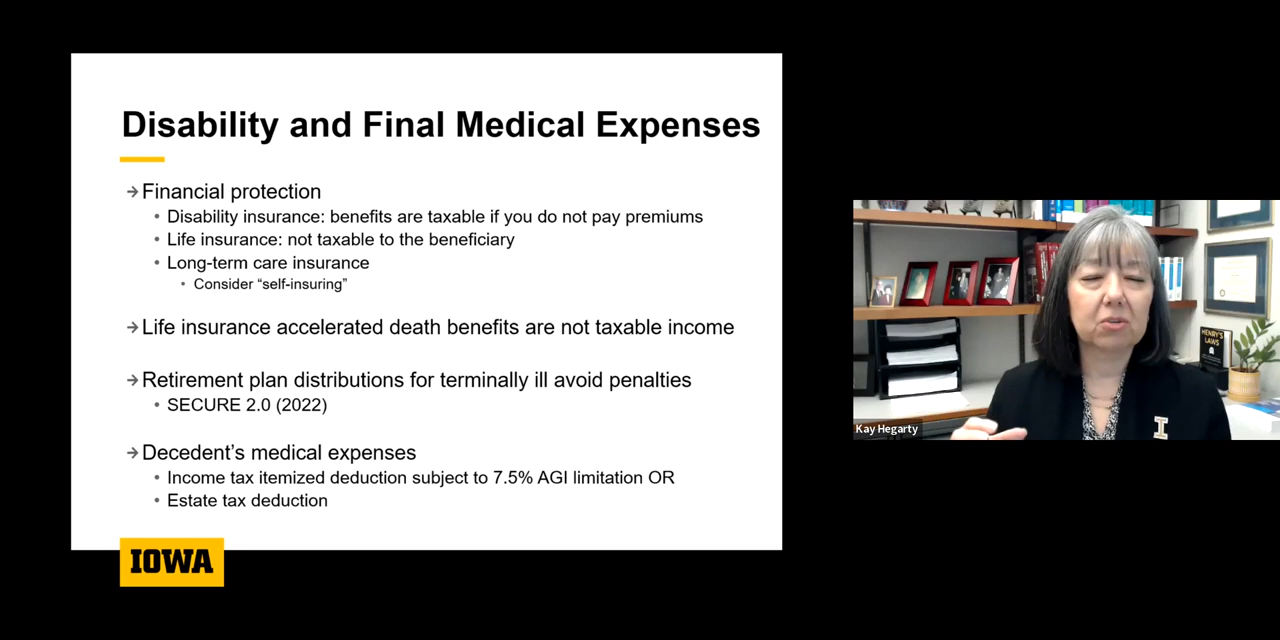 Disability and Final Medical Expenses
→Financial protection
• Disability insurance: benefits are taxable if you do not pay premiums
• Life insurance: not taxable to the beneficiary
• Long-term care insurance
• Consider “self-insuring”
→Life insurance accelerated death benefits are not taxable income
→Retirement plan distributions for terminally ill avoid penalties
• SECURE 2.0 (2022)
→Decedent’s medical expenses
• Income tax itemized deduction subject to 7.5% AGI limitation OR
• Estate tax deduction
IOWA
HENRY'S
LAWS
I
Kay Hegarty